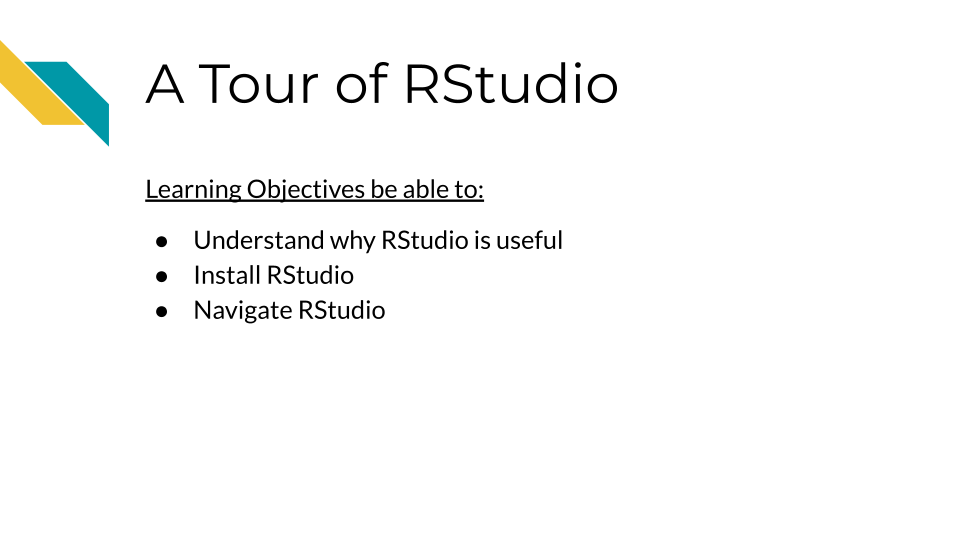 A Tour of RStudio
Learning Objectives be able to:
● Understand why RStudio is useful
● Install RStudio
● Navigate RStudio